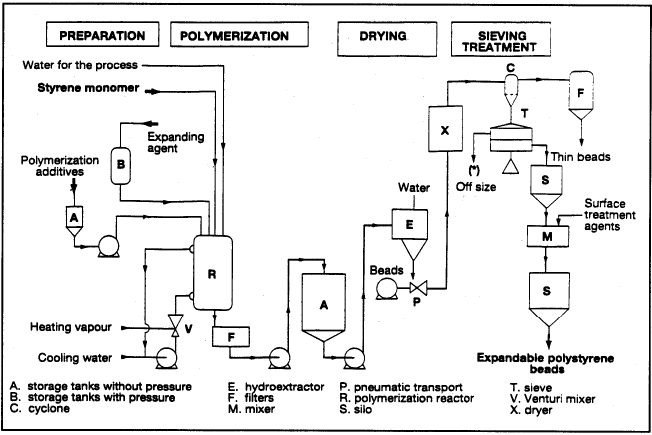 PREPARATION
POLYMERIZATION
DRYING
SIEVING
TREATMENT
Water for the process
Styrene monomer
Expanding
agent
Polymerization
additives
B
A
R
Heating vapour
V
Cooling water
F
A
Water
E
Beads
P
X
C
T
F
(*)
Off size
Thin beads
S
Surface
treatment
agents
M
S
Expandable polystyrene
beads
A. storage tanks without pressure
B. storage tanks with pressure
C. cyclone
E. hydroextractor
F. filters
M. mixer
P. pneumatic transport
R. polymerization reactor
S. silo
T. sieve
V. Venturi mixer
X. dryer